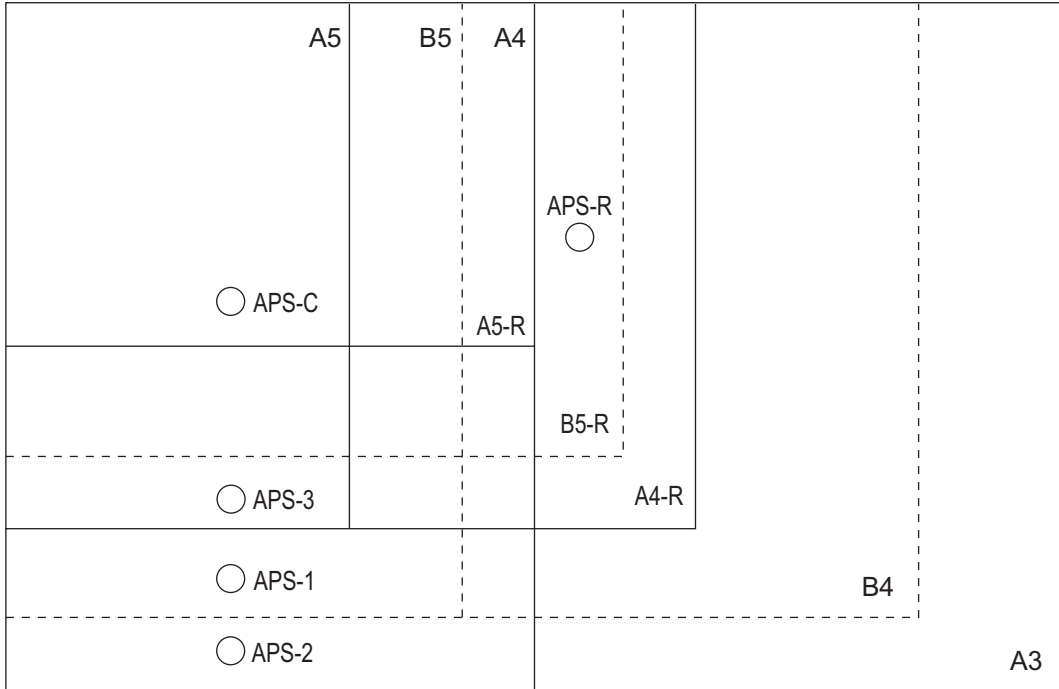 A5 B5 A4
APS-R
APS-C
A5-R
B5-R
APS-3
A4-R
APS-1
B4
APS-2
A3